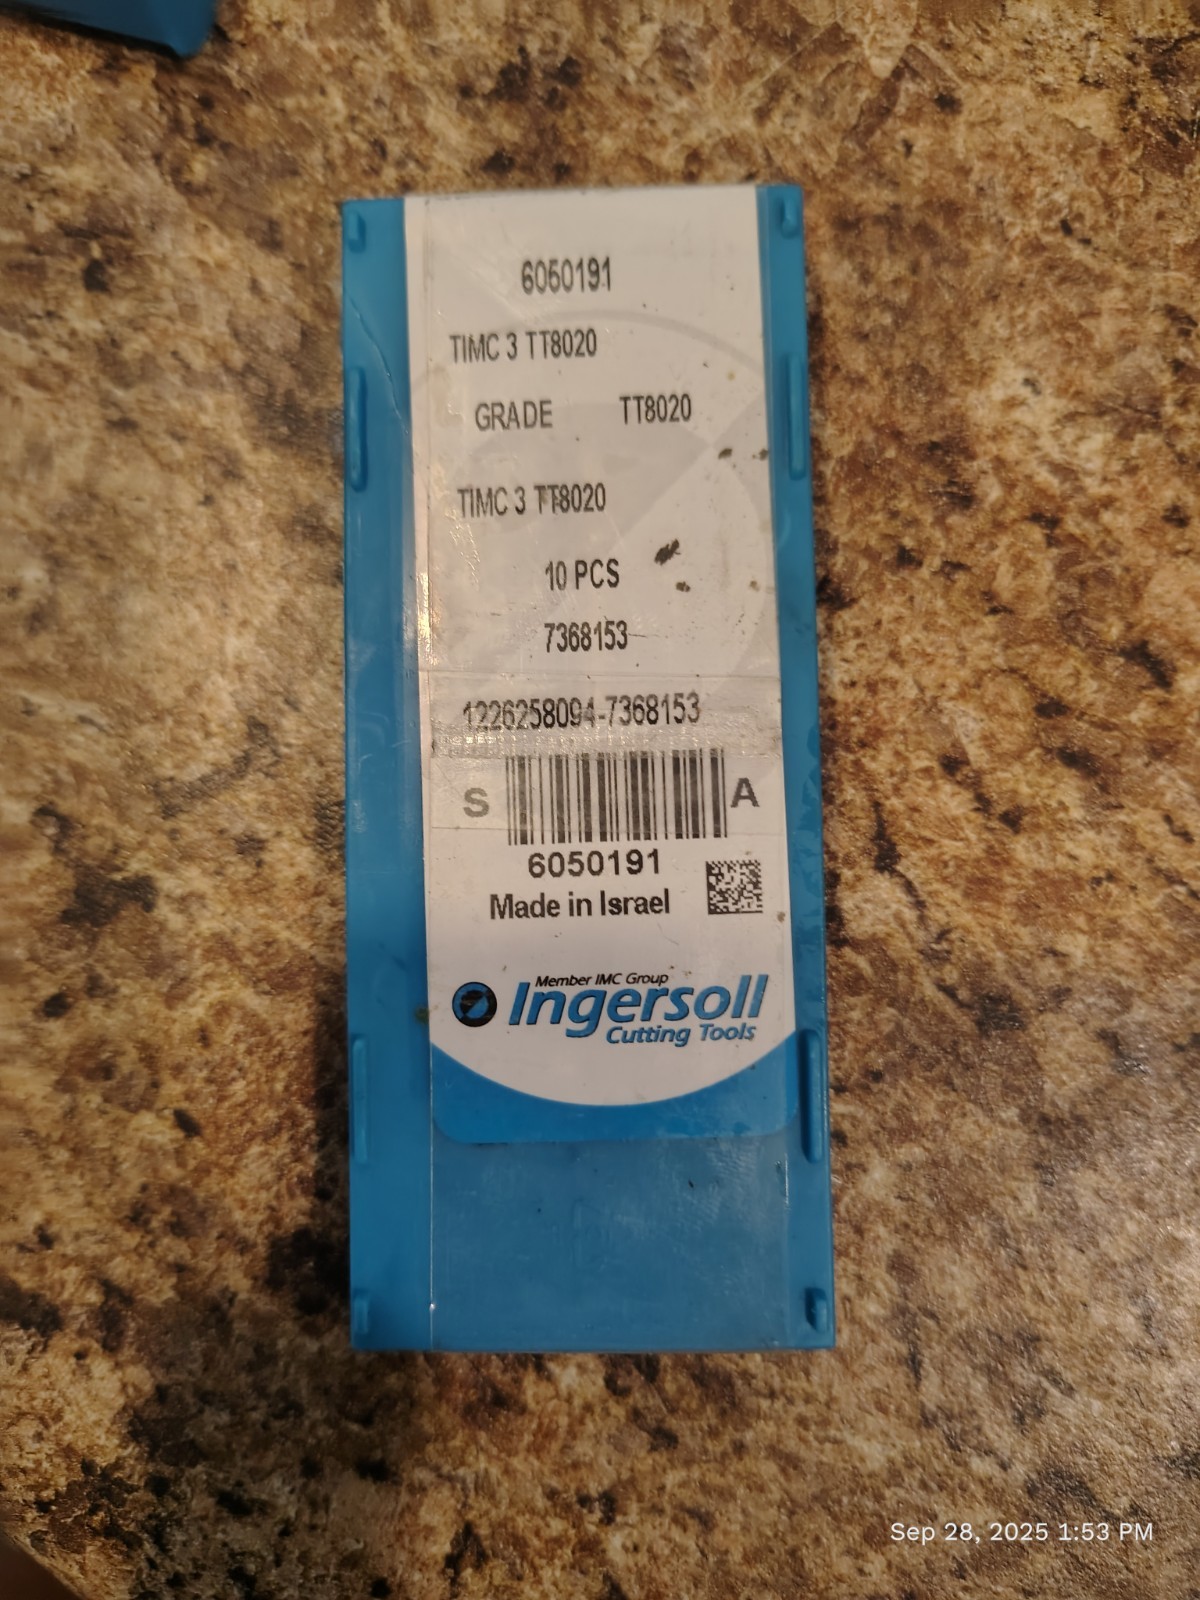 6050191
TIMC 3 TT8020
GRADE TT8020
TIMC 3 TT8020
10 PCS
7368153
1226258094-7368153
S A
6050191
Made in Israel
Member IMC Group
Ingersoll
Cutting Tools
Sep 28, 2025 1:53 PM